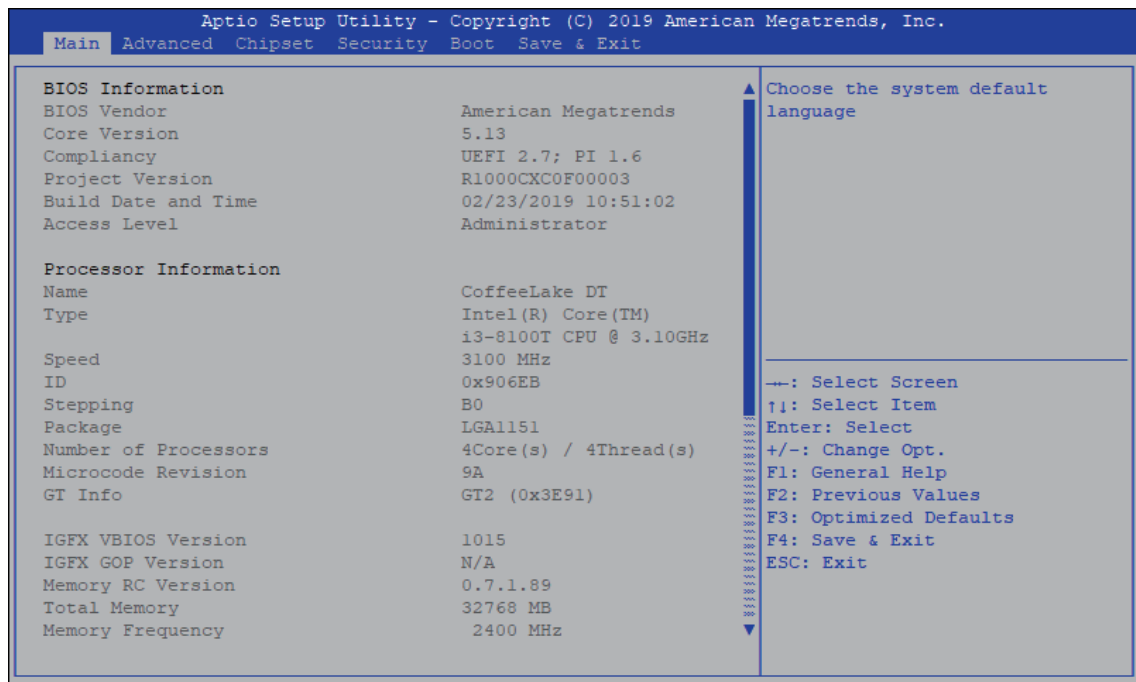 Aptio Setup Utility - Copyright (C) 2019 American Megatrends, Inc.
Main Advanced Chipset Security Boot Save & Exit
BIOS Information
BIOS Vendor American Megatrends
Core Version 5.13
Compliancy UEFI 2.7; PI 1.6
Project Version R1000CXC0F00003
Build Date and Time 02/23/2019 10:51:02
Access Level Administrator
Processor Information
Name CoffeeLake DT
Type Intel(R) Core(TM)
i3-8100T CPU @ 3.10GHz
Speed 3100 MHz
ID 0x906EB
Stepping B0
Package LGA1151
Number of Processors 4Core(s) / 4Thread(s)
Microcode Revision 9A
GT Info GT2 (0x3E91)
IGFX VBIOS Version 1015
IGFX GOP Version N/A
Memory RC Version 0.7.1.89
Total Memory 32768 MB
Memory Frequency 2400 MHz
Choose the system default
language
→←: Select Screen
↑↓: Select Item
Enter: Select
+/-: Change Opt.
F1: General Help
F2: Previous Values
F3: Optimized Defaults
F4: Save & Exit
ESC: Exit